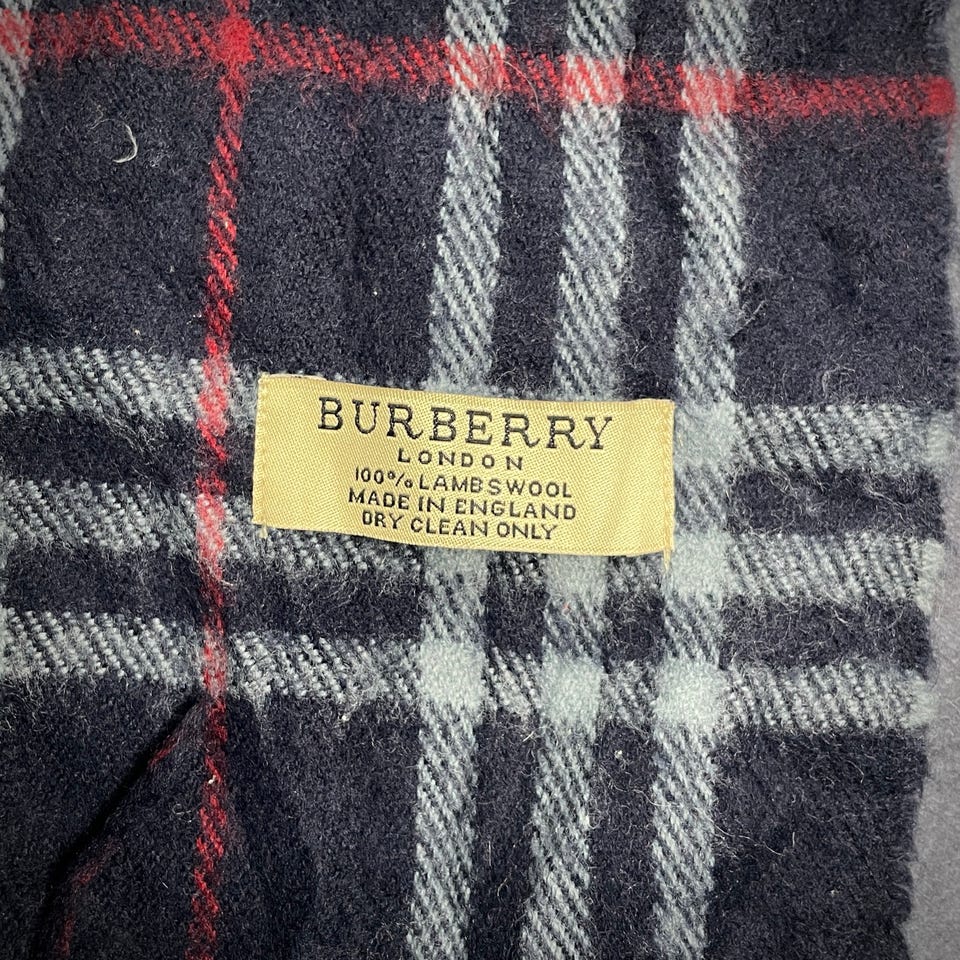 BURBERRY
LONDON
100% LAMBSWOOL
MADE IN ENGLAND
DRY CLEAN ONLY